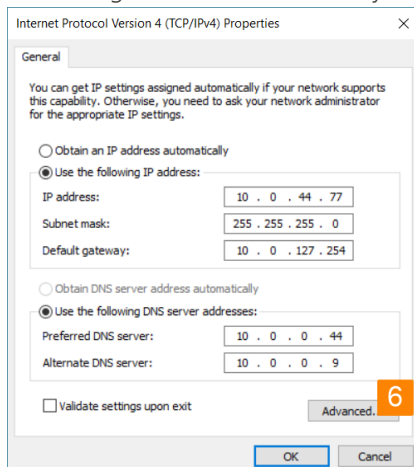 Internet Protocol Version 4 (TCP/IPv4) Properties
General
You can get IP settings assigned automatically if your network supports
this capability. Otherwise, you need to ask your network administrator
for the appropriate IP settings.
Obtain an IP address automatically
Use the following IP address:
IP address: 10 . 0 . 44 . 77
Subnet mask: 255 . 255 . 255 . 0
Default gateway: 10 . 0 . 127 . 254
Obtain DNS server address automatically
Use the following DNS server addresses:
Preferred DNS server: 10 . 0 . 0 . 44
Alternate DNS server: 10 . 0 . 0 . 9
Validate settings upon exit
6
Advanced.
OK Cancel